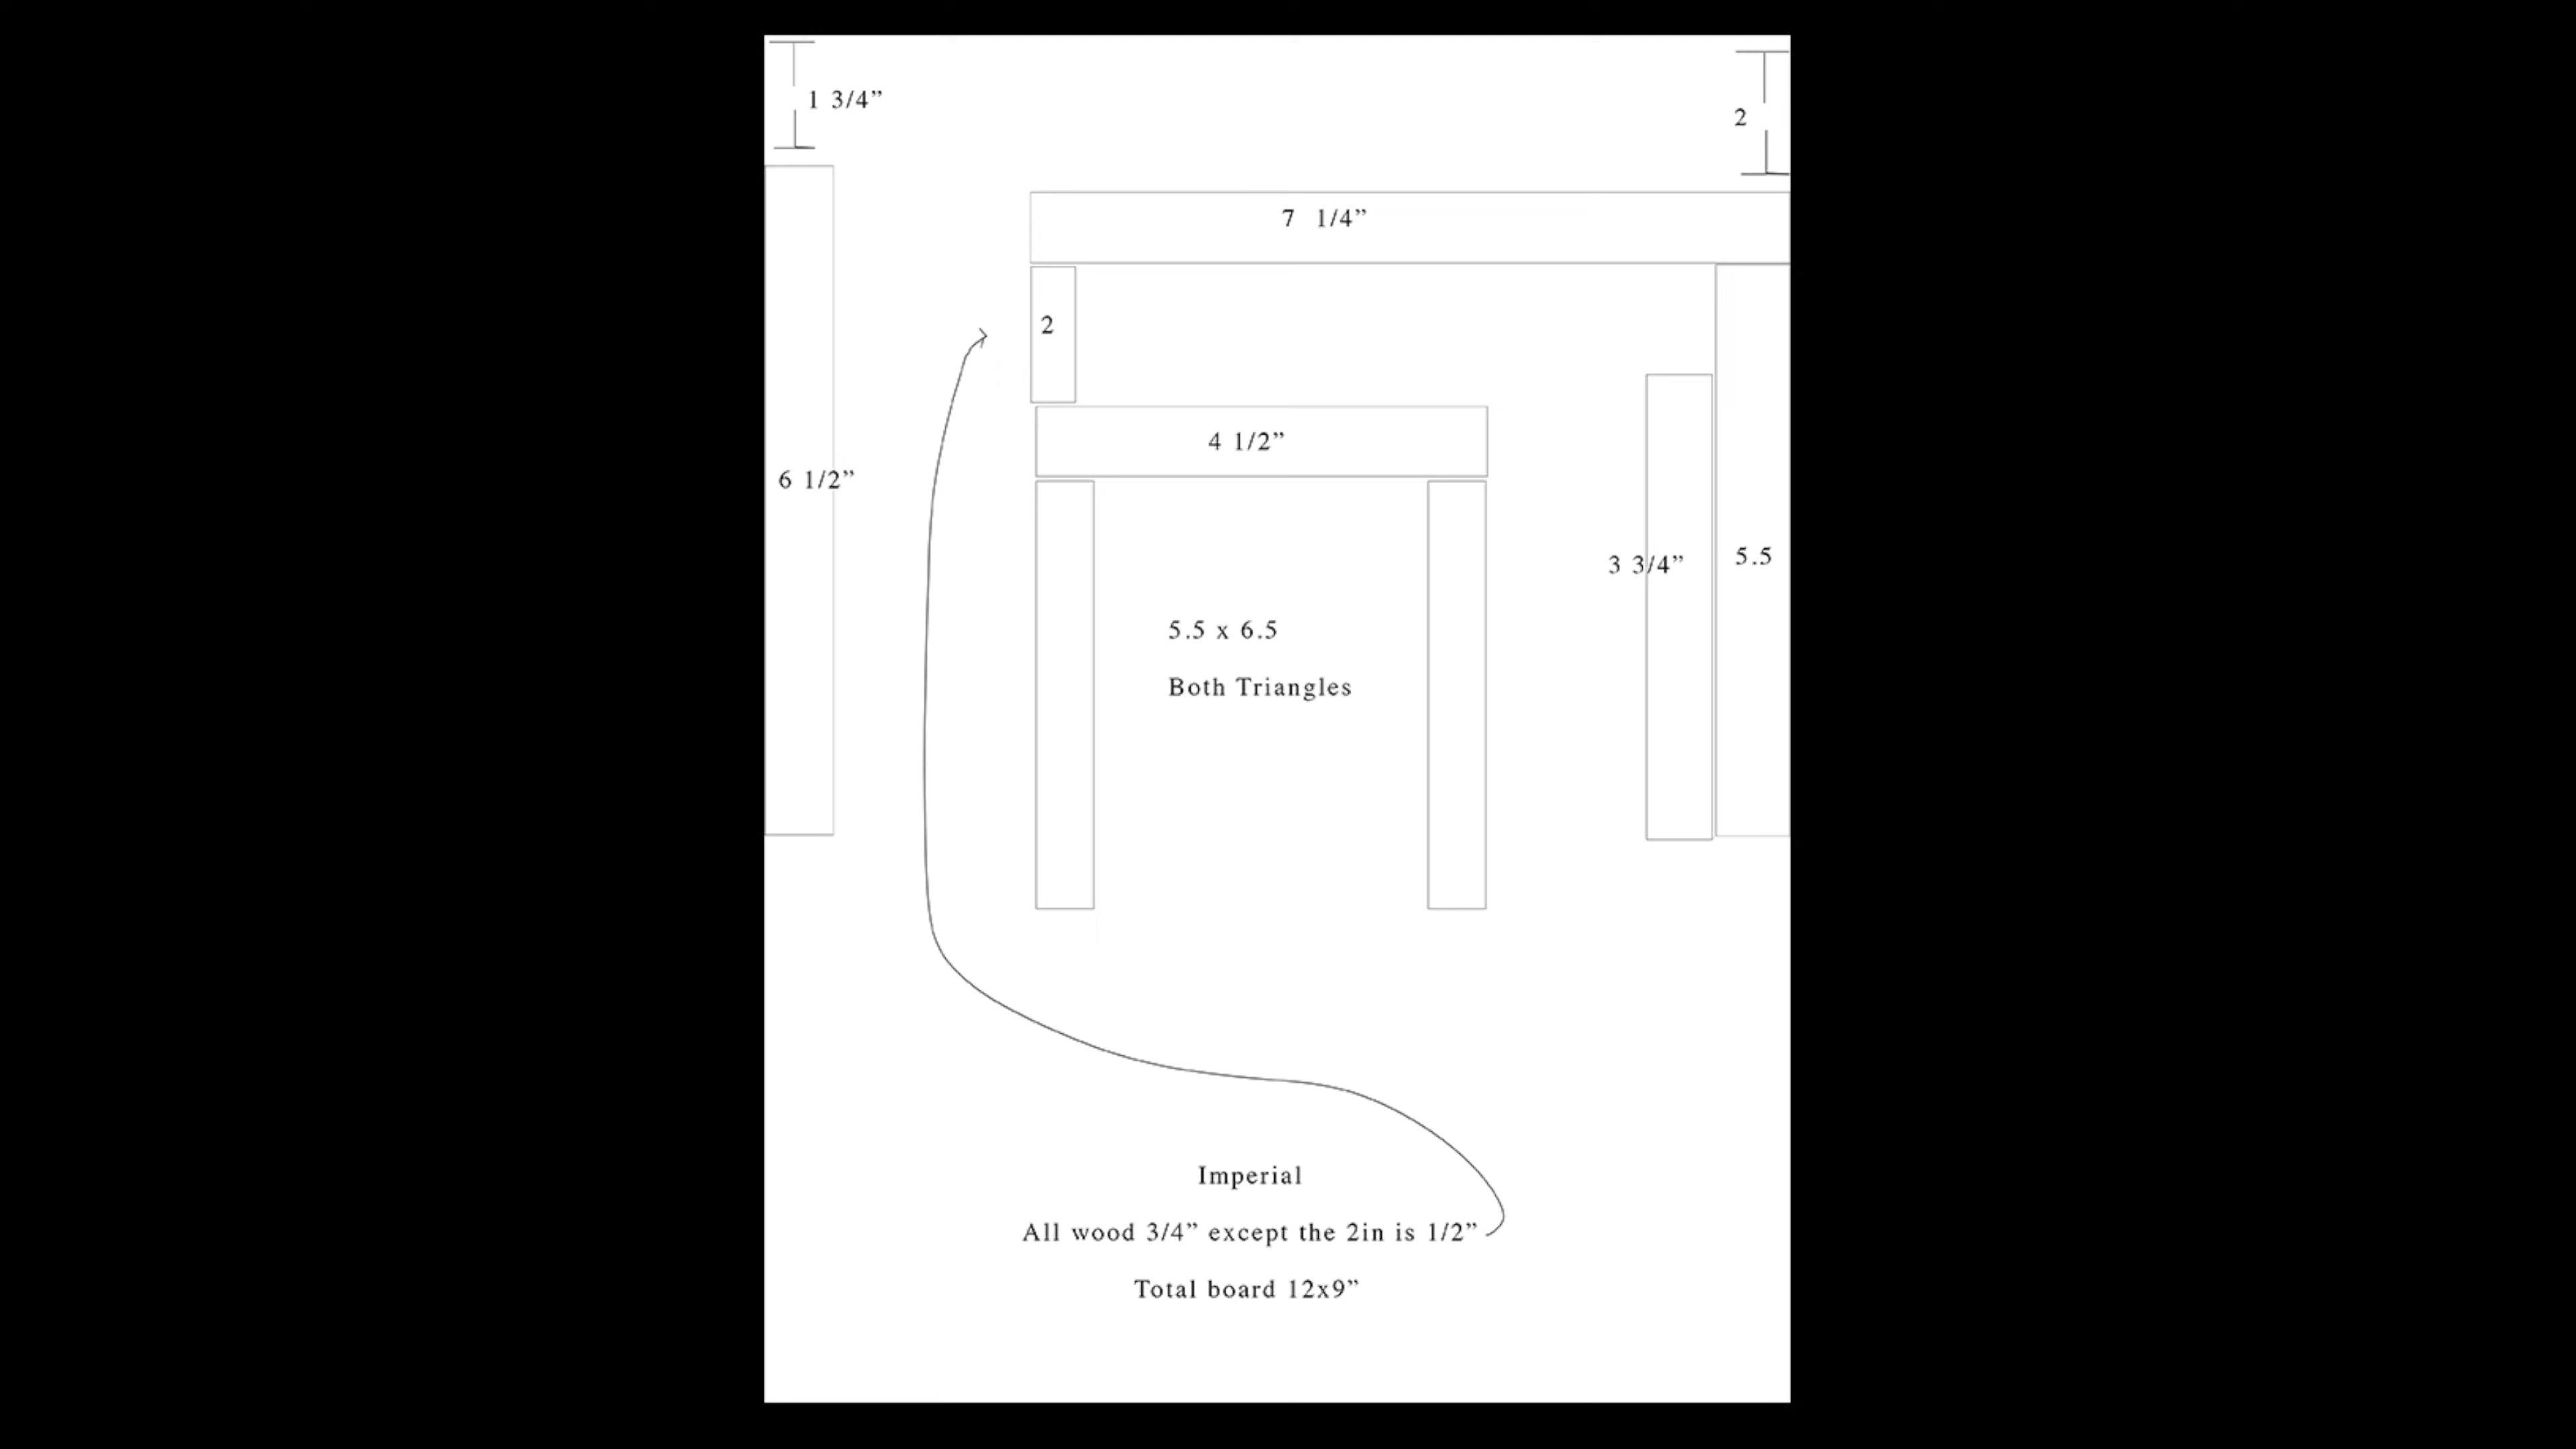 1 3/4”
2
7 1/4”
2
4 1/2”
6 1/2”
3 3/4”
5.5
5.5 x 6.5
Both Triangles
Imperial
All wood 3/4” except the 2in is 1/2”
Total board 12x9”